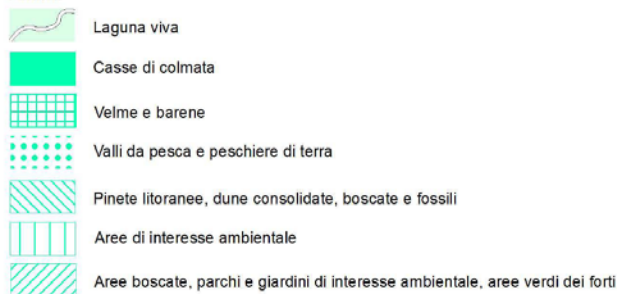 Laguna viva
Casse di colmata
Velme e barene
Valli da pesca e peschiere di terra
Pinete litoranee, dune consolidate, boscate e fossili
Aree di interesse ambientale
Aree boscate, parchi e giardini di interesse ambientale, aree verdi dei forti